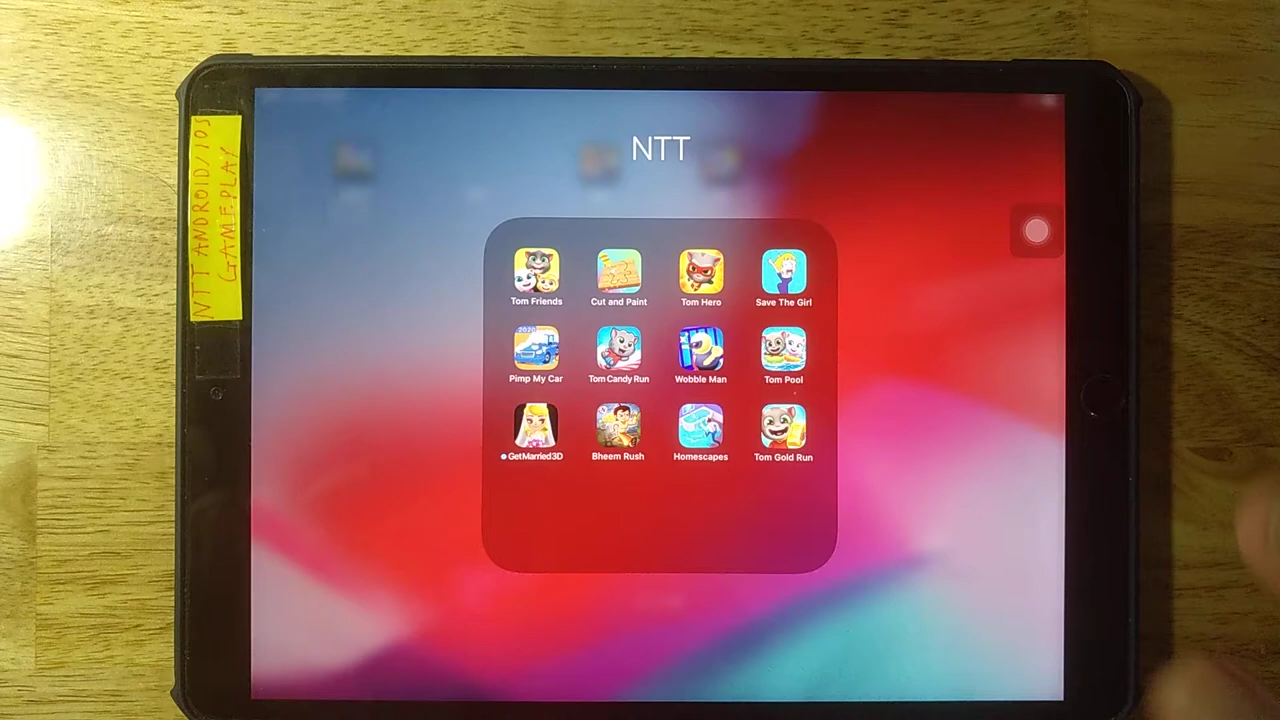 NTT ANDROID/IOS
GAMEPLAY
NTT
Tom Friends
Cut and Paint
Tom Hero
Save The Girl
2020
Pimp My Car
Tom Candy Run
Wobble Man
Tom Pool
GetMarried3D
Bheem Rush
Homescapes
Tom Gold Run